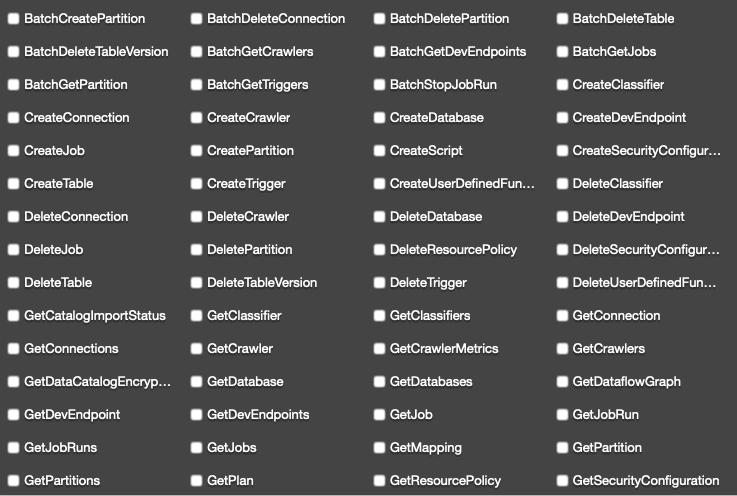 BatchCreatePartition BatchDeleteConnection BatchDeletePartition BatchDeleteTable
BatchDeleteTableVersion BatchGetCrawlers BatchGetDevEndpoints BatchGetJobs
BatchGetPartition BatchGetTriggers BatchStopJobRun CreateClassifier
CreateConnection CreateCrawler CreateDatabase CreateDevEndpoint
CreateJob CreatePartition CreateScript CreateSecurityConfigur...
CreateTable CreateTrigger CreateUserDefinedFun... DeleteClassifier
DeleteConnection DeleteCrawler DeleteDatabase DeleteDevEndpoint
DeleteJob DeletePartition DeleteResourcePolicy DeleteSecurityConfigur...
DeleteTable DeleteTableVersion DeleteTrigger DeleteUserDefinedFun...
GetCatalogImportStatus GetClassifier GetClassifiers GetConnection
GetConnections GetCrawler GetCrawlerMetrics GetCrawlers
GetDataCatalogEncryp... GetDatabase GetDatabases GetDataflowGraph
GetDevEndpoint GetDevEndpoints GetJob GetJobRun
GetJobRuns GetJobs GetMapping GetPartition
GetPartitions GetPlan GetResourcePolicy GetSecurityConfiguration